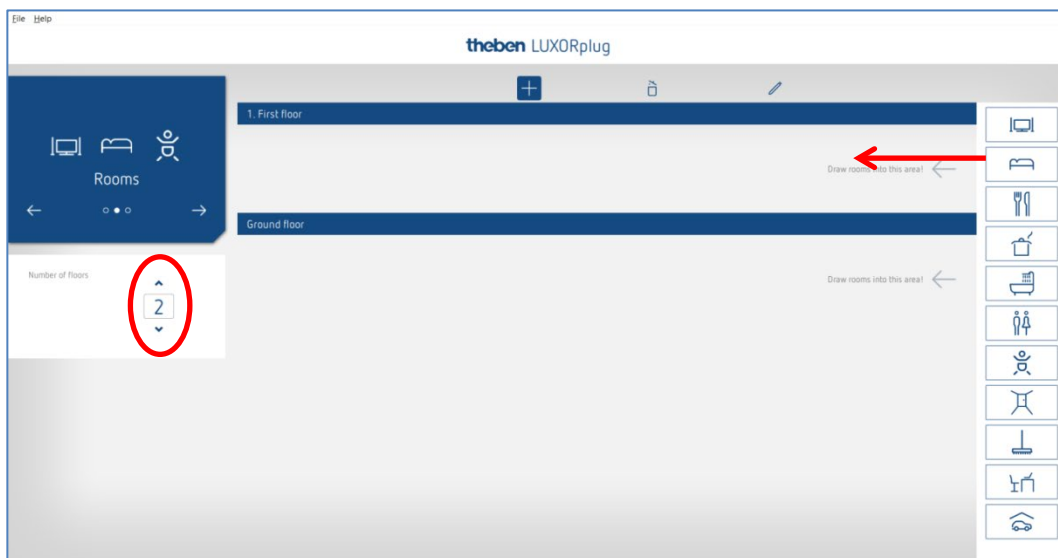 File Help
theben LUXORplug
1. First floor
Draw rooms into this area!
Rooms
Ground floor
Number of floors
2
Draw rooms into this area!